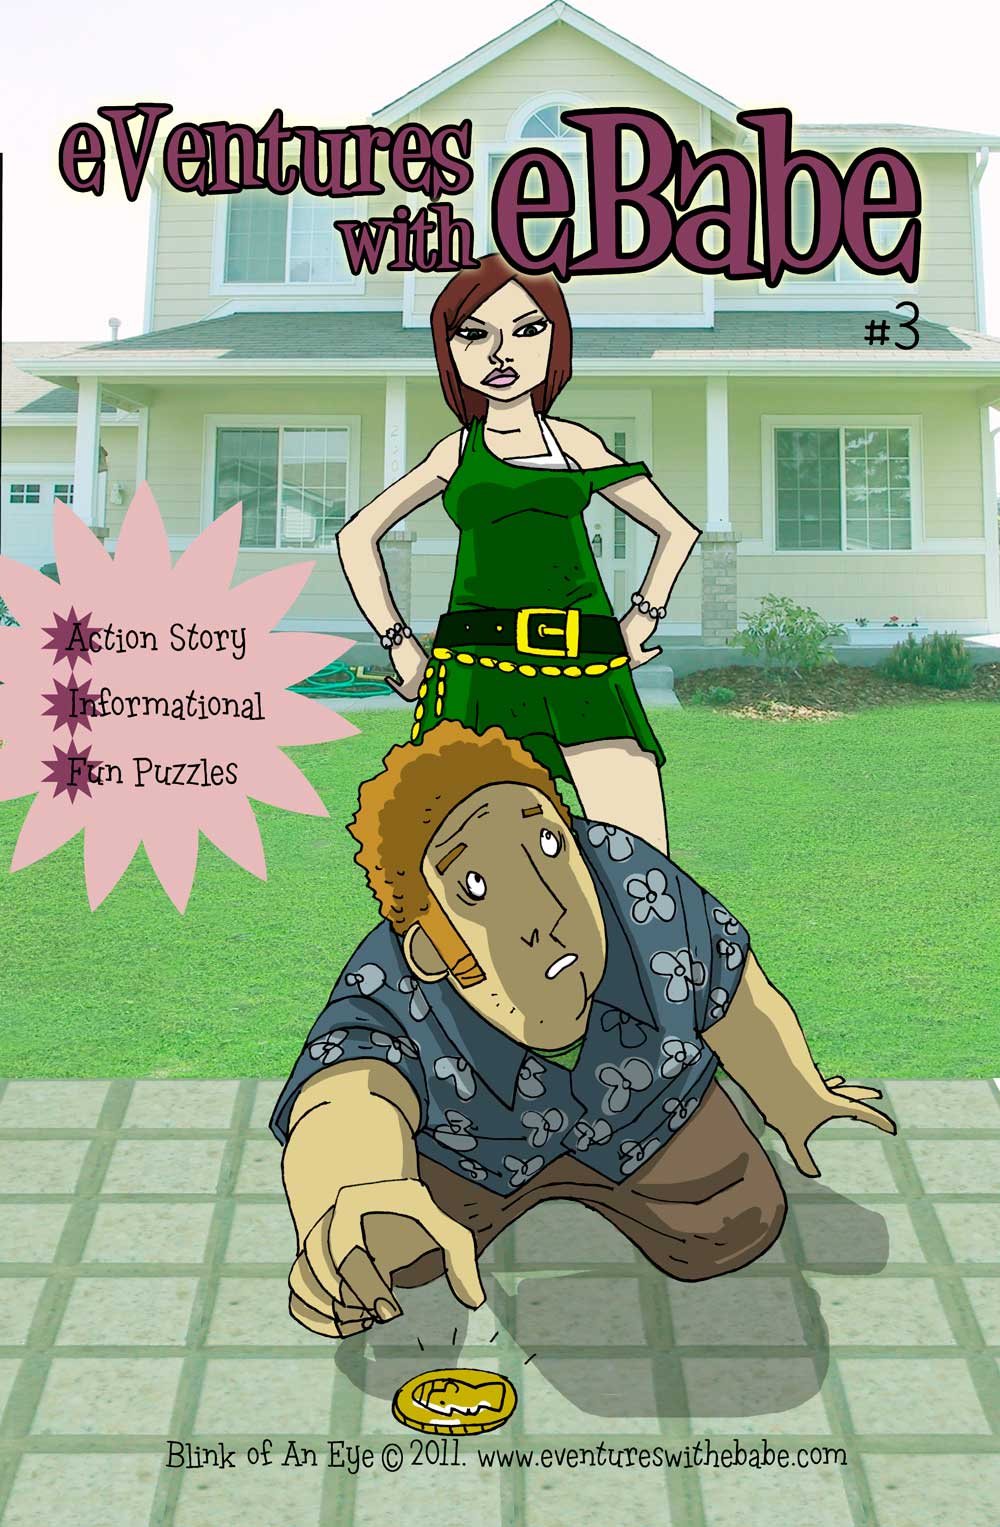 eVentures
with eBabe
#3
Action Story
Informational
Fun Puzzles
Blink of An Eye © 2011. www.eventureswithebabe.com